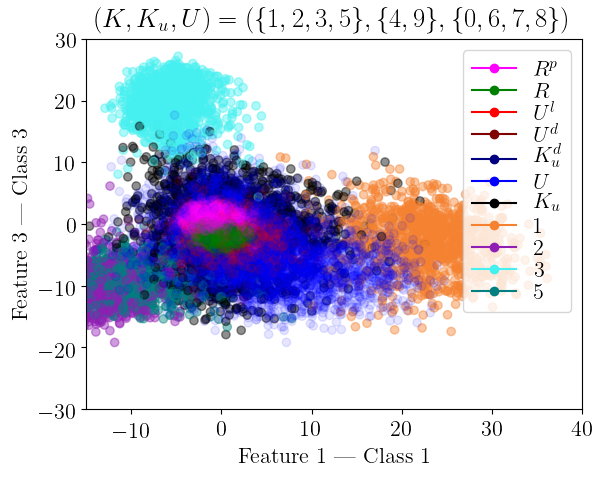 (K, K_u, U) = ({1, 2, 3, 5}, {4, 9}, {0, 6, 7, 8})
30
20
10
0
−10
−20
−30
Feature 3 — Class 3
R^p
R
U^l
U^d
K_u^d
U
K_u
1
2
3
5
−10
0
10
20
30
40
Feature 1 — Class 1